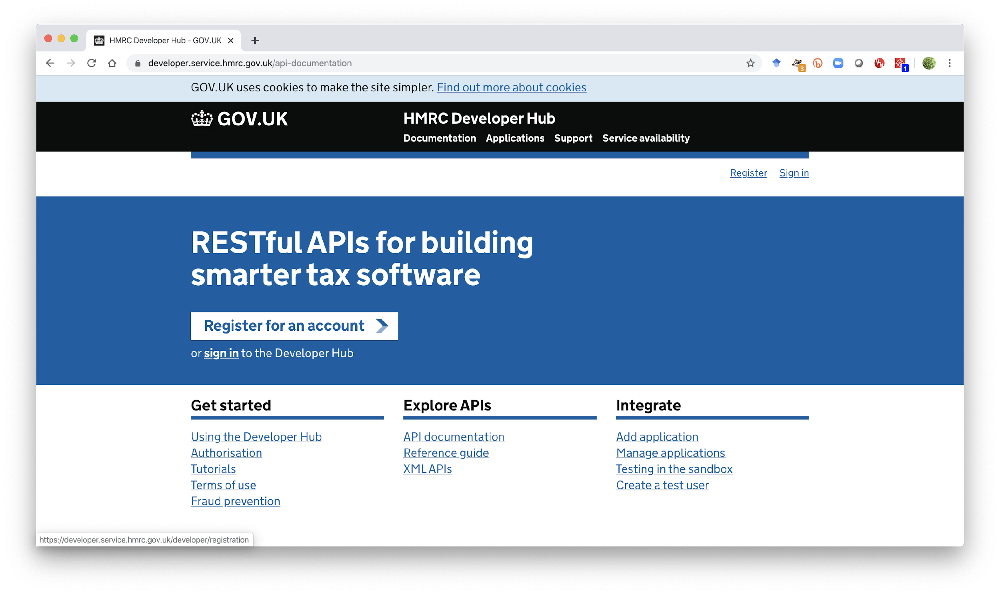 HMRC Developer Hub - GOV.UK
developer.service.hmrc.gov.uk/api-documentation
3
1
GOV.UK uses cookies to make the site simpler. Find out more about cookies
GOV.UK
HMRC Developer Hub
Documentation Applications Support Service availability
Register Sign in
RESTful APIs for building
smarter tax software
Register for an account
or sign in to the Developer Hub
Get started
Using the Developer Hub
Authorisation
Tutorials
Terms of use
Fraud prevention
Explore APIs
API documentation
Reference guide
XML APIs
Integrate
Add application
Manage applications
Testing in the sandbox
Create a test user
https://developer.service.hmrc.gov.uk/developer/registration